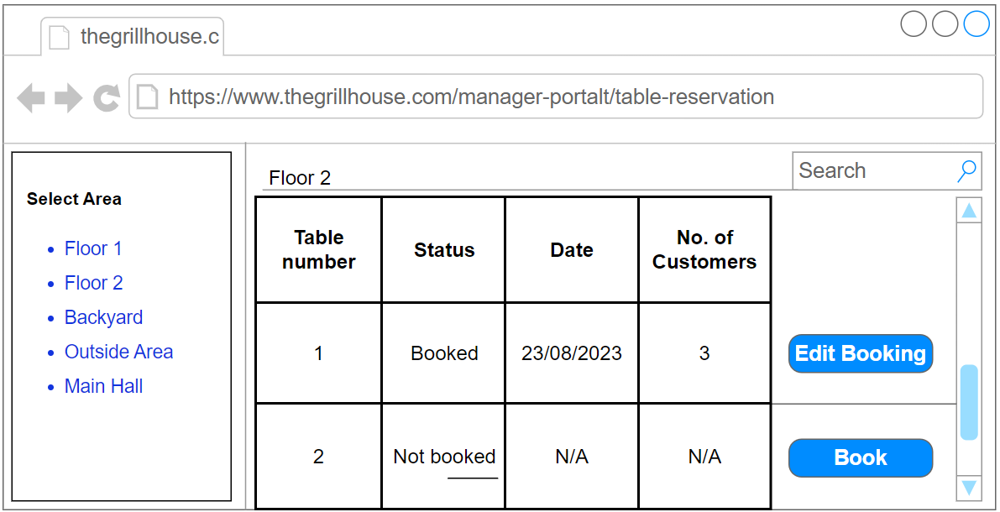 thegrillhouse.c
https://www.thegrillhouse.com/manager-portalt/table-reservation
Select Area
Floor 1
Floor 2
Backyard
Outside Area
Main Hall
Floor 2
Search
Table number
Status
Date
No. of Customers
1
Booked
23/08/2023
3
Edit Booking
2
Not booked
N/A
N/A
Book